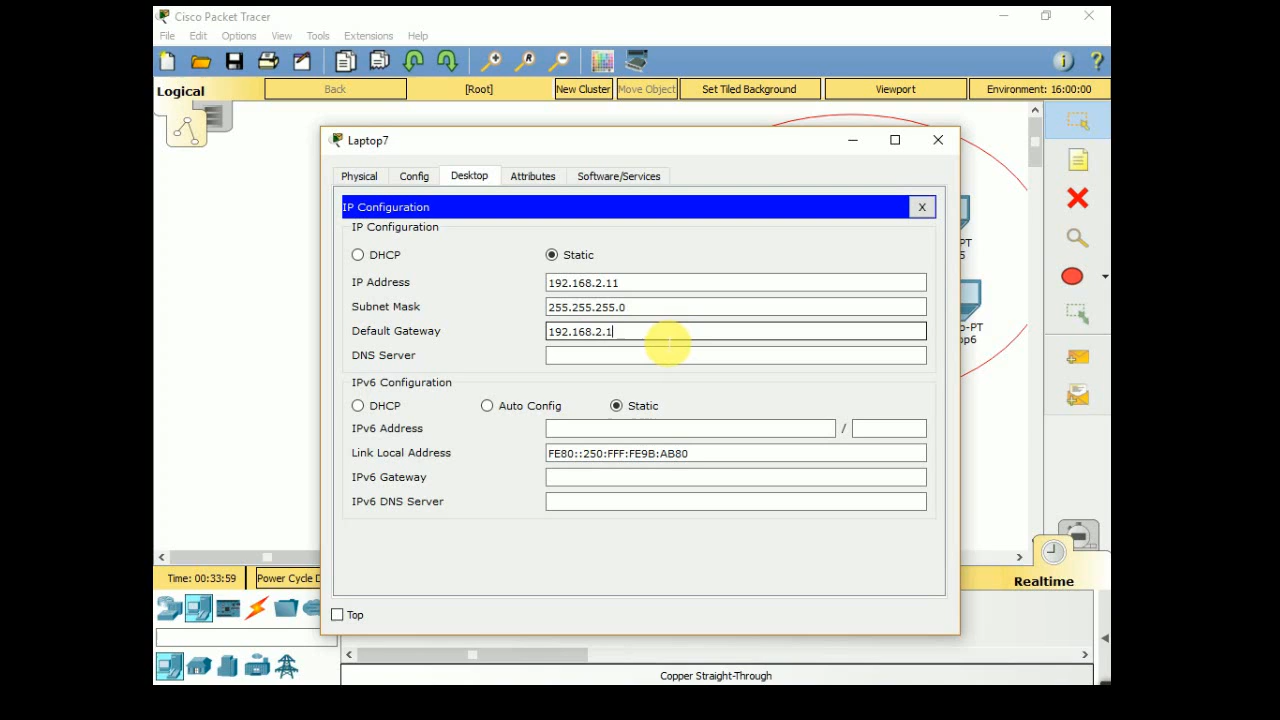 Cisco Packet Tracer
File Edit Options View Tools Extensions Help
Logical Back [Root] New Cluster Move Object Set Tiled Background Viewport Environment: 16:00:00
Laptop7
Physical Config Desktop Attributes Software/Services
IP Configuration X
IP Configuration
DHCP Static
IP Address 192.168.2.11
Subnet Mask 255.255.255.0
Default Gateway 192.168.2.1
DNS Server
IPv6 Configuration
DHCP Auto Config Static
IPv6 Address /
Link Local Address FE80::250:FFF:FE9B:AB80
IPv6 Gateway
IPv6 DNS Server
PT
5
o-PT
op6
Time: 00:33:59 Power Cycle D
Realtime
Top
Copper Straight-Through